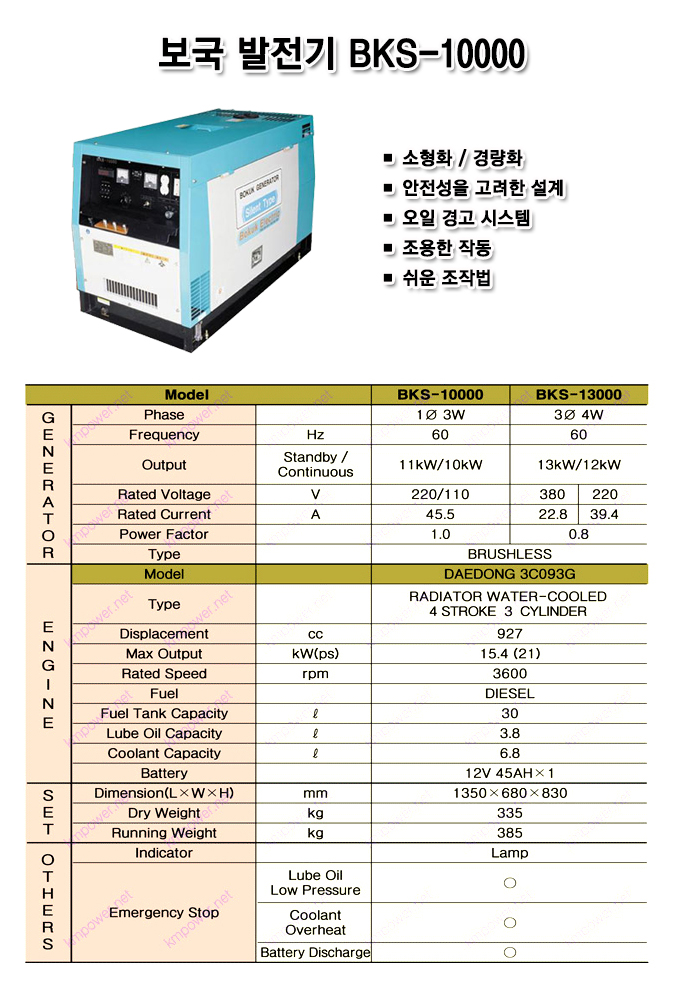 보국 발전기 BKS-10000
■ 소형화 / 경량화
■ 안전성을 고려한 설계
■ 오일 경고 시스템
■ 조용한 작동
■ 쉬운 조작법
BOKUK GENERATOR
Silent Type
Model BKS-10000 BKS-13000
GENERATOR
Phase 1Ø 3W 3Ø 4W
Frequency Hz 60 60
Output Standby / Continuous 11kW/10kW 13kW/12kW
Rated Voltage V 220/110 380 220
Rated Current A 45.5 22.8 39.4
Power Factor 1.0 0.8
Type BRUSHLESS
ENGINE
Model DAEDONG 3C093G
Type RADIATOR WATER-COOLED
4 STROKE 3 CYLINDER
Displacement cc 927
Max Output kW(ps) 15.4 (21)
Rated Speed rpm 3600
Fuel DIESEL
Fuel Tank Capacity ℓ 30
Lube Oil Capacity ℓ 3.8
Coolant Capacity ℓ 6.8
Battery 12V 45AH×1
SET
Dimension(L×W×H) mm 1350×680×830
Dry Weight kg 335
Running Weight kg 385
OTHERS
Indicator Lamp
Emergency Stop
Lube Oil
Low Pressure ○
Coolant
Overheat ○
Battery Discharge ○
kmpower.net